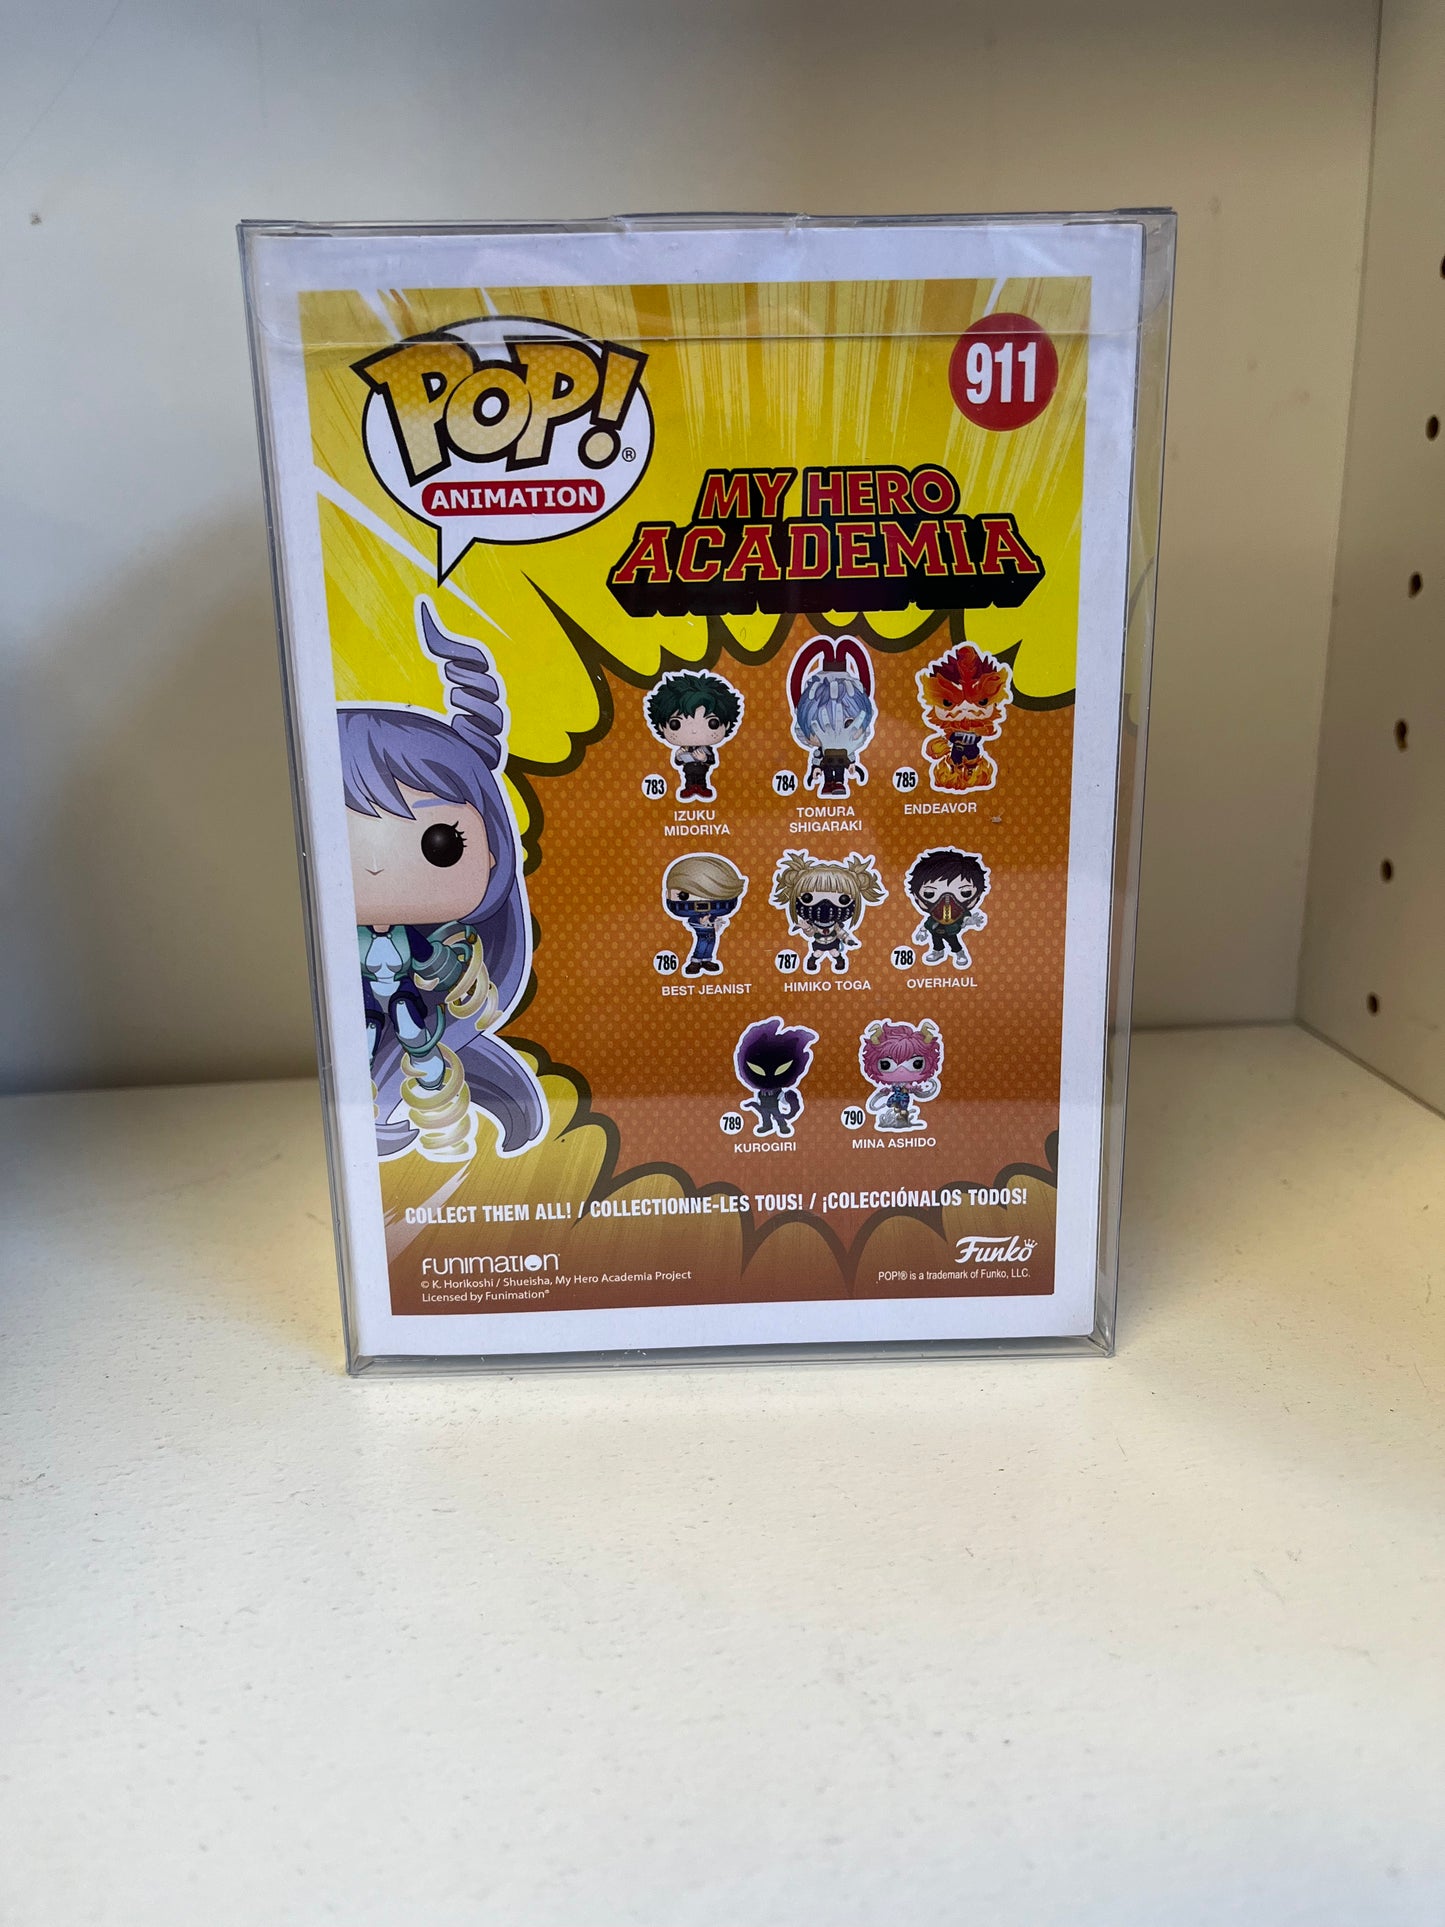 POP!®
ANIMATION
911
MY HERO
ACADEMIA
783
IZUKU
MIDORIYA
784
TOMURA
SHIGARAKI
785
ENDEAVOR
786
BEST JEANIST
787
HIMIKO TOGA
788
OVERHAUL
789
KUROGIRI
790
MINA ASHIDO
COLLECT THEM ALL! / COLLECTIONNE-LES TOUS! / ¡COLECCIÓNALOS TODOS!
FUNIMATION
© K. Horikoshi / Shueisha, My Hero Academia Project
Licensed by Funimation®
Funko
POP!® is a trademark of Funko, LLC.